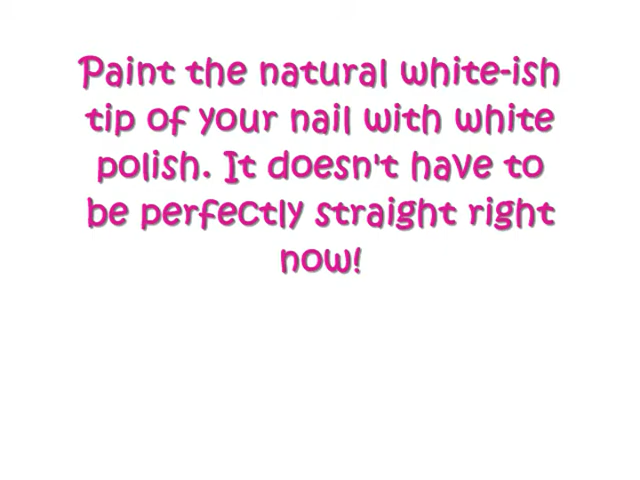 Paint the natural white-ish
tip of your nail with white
polish. It doesn't have to
be perfectly straight right
now!